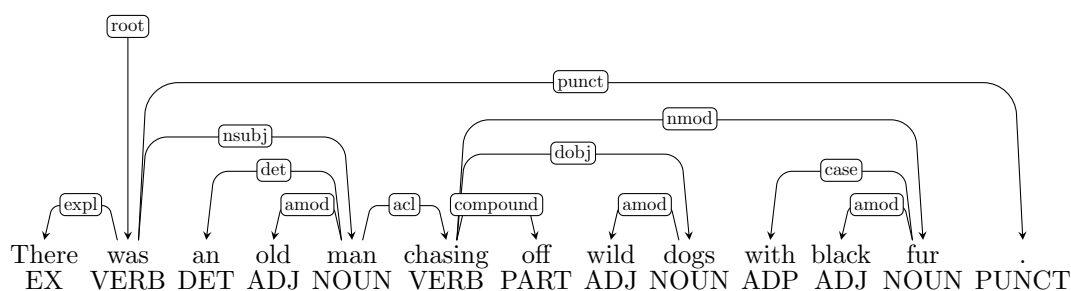 root
punct
nsubj nmod
det dobj case
expl amod acl compound amod amod
There was an old man chasing off wild dogs with black fur .
EX VERB DET ADJ NOUN VERB PART ADJ NOUN ADP ADJ NOUN PUNCT